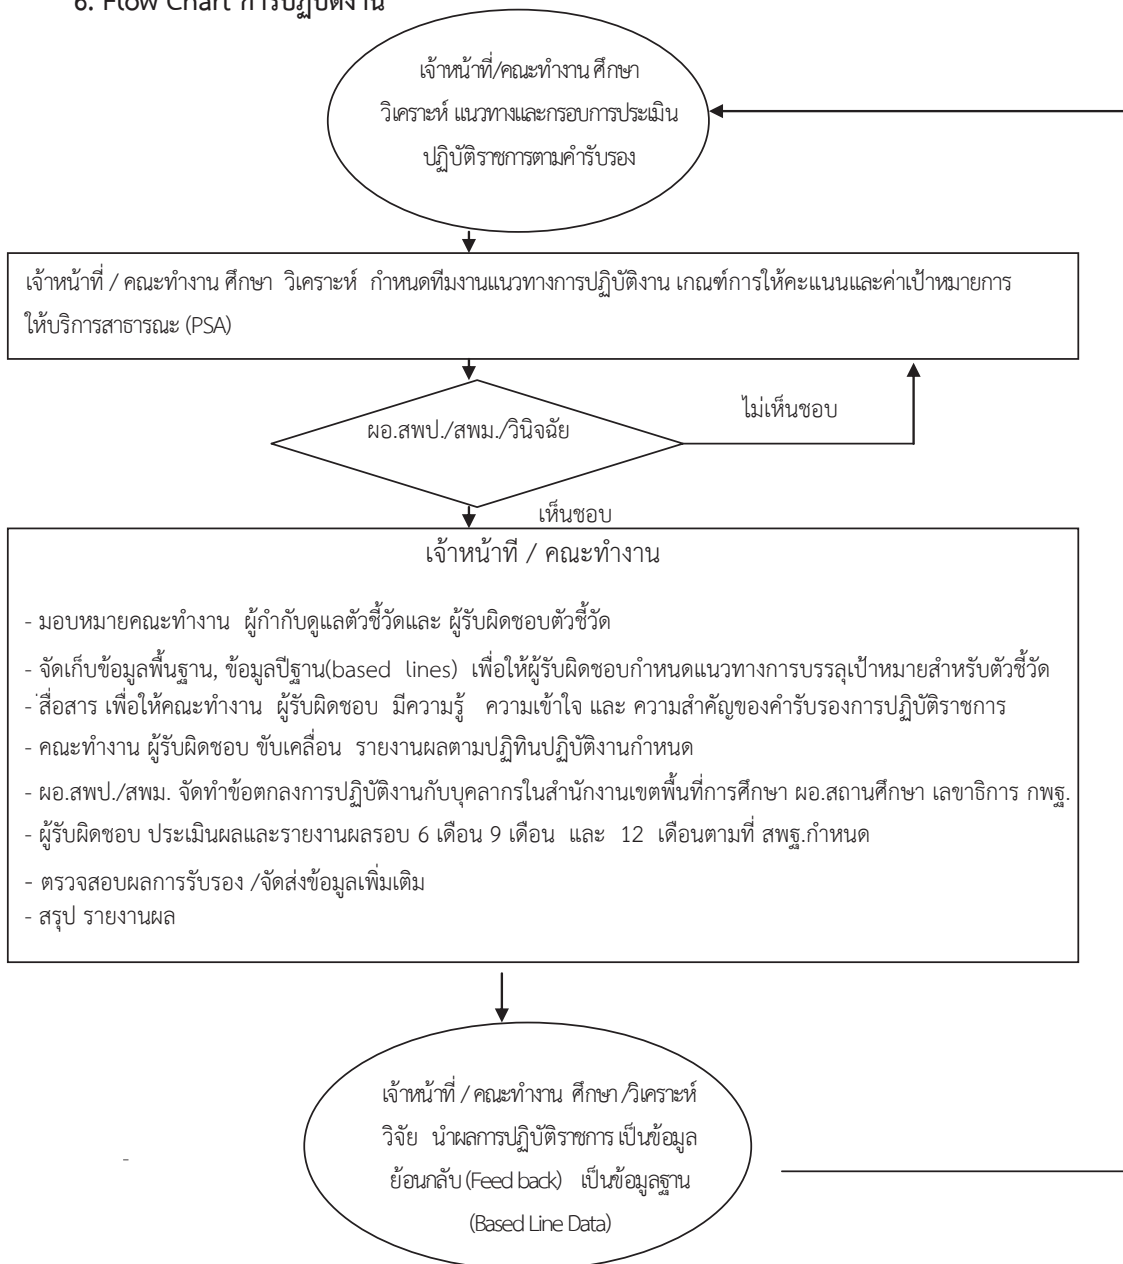 6. Flow Chart การปฏิบัติงาน
เจ้าหน้าที่/คณะทำงาน ศึกษา
วิเคราะห์ แนวทางและกรอบการประเมิน
ปฏิบัติราชการตามคำรับรอง
เจ้าหน้าที่ / คณะทำงาน ศึกษา วิเคราะห์ กำหนดทีมงานแนวทางการปฏิบัติงาน เกณฑ์การให้คะแนนและค่าเป้าหมายการ
ให้บริการสาธารณะ (PSA)
ไม่เห็นชอบ
ผอ.สพป./สพม./วินิจฉัย
เห็นชอบ
เจ้าหน้าที / คณะทำงาน
- มอบหมายคณะทำงาน ผู้กำกับดูแลตัวชี้วัดและ ผู้รับผิดชอบตัวชี้วัด
- จัดเก็บข้อมูลพื้นฐาน, ข้อมูลปีฐาน(based lines) เพื่อให้ผู้รับผิดชอบกำหนดแนวทางการบรรลุเป้าหมายสำหรับตัวชี้วัด
- สื่อสาร เพื่อให้คณะทำงาน ผู้รับผิดชอบ มีความรู้ ความเข้าใจ และ ความสำคัญของคำรับรองการปฏิบัติราชการ
- คณะทำงาน ผู้รับผิดชอบ ขับเคลื่อน รายงานผลตามปฏิทินปฏิบัติงานกำหนด
- ผอ.สพป./สพม. จัดทำข้อตกลงการปฏิบัติงานกับบุคลากรในสำนักงานเขตพื้นที่การศึกษา ผอ.สถานศึกษา เลขาธิการ กพฐ.
- ผู้รับผิดชอบ ประเมินผลและรายงานผลรอบ 6 เดือน 9 เดือน และ 12 เดือนตามที่ สพฐ.กำหนด
- ตรวจสอบผลการรับรอง /จัดส่งข้อมูลเพิ่มเติม
- สรุป รายงานผล
เจ้าหน้าที่ / คณะทำงาน ศึกษา /วิเคราะห์
วิจัย นำผลการปฏิบัติราชการ เป็นข้อมูล
ย้อนกลับ (Feed back) เป็นข้อมูลฐาน
(Based Line Data)
-